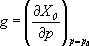 g = (∂X₀/∂p)ₚ₌ₚ₀